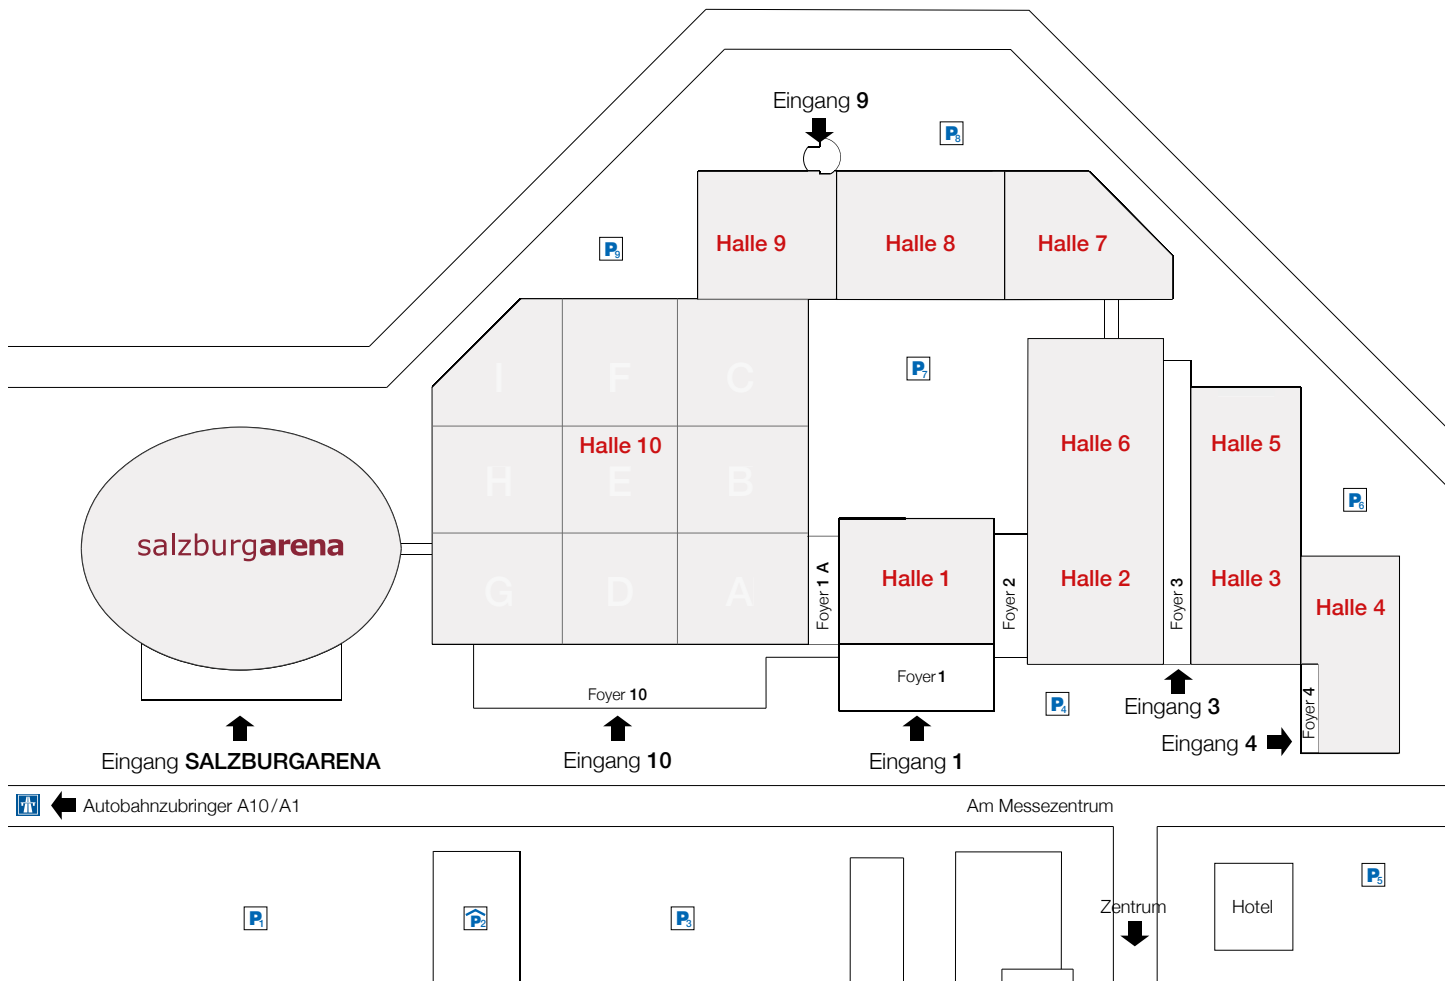 Eingang 9
P8
Halle 9
Halle 8
Halle 7
P9
P7
I
F
C
Halle 10
Halle 6
Halle 5
H
E
B
P6
salzburgarena
Foyer 1 A
Halle 1
Foyer 2
Halle 2
Foyer 3
Halle 3
Halle 4
G
D
A
Foyer 10
Foyer 1
P4
Eingang 3
Foyer 4
Eingang 4
Eingang SALZBURGARENA
Eingang 10
Eingang 1
Autobahnzubringer A10/A1
Am Messezentrum
P5
P1
P2
P3
Zentrum
Hotel